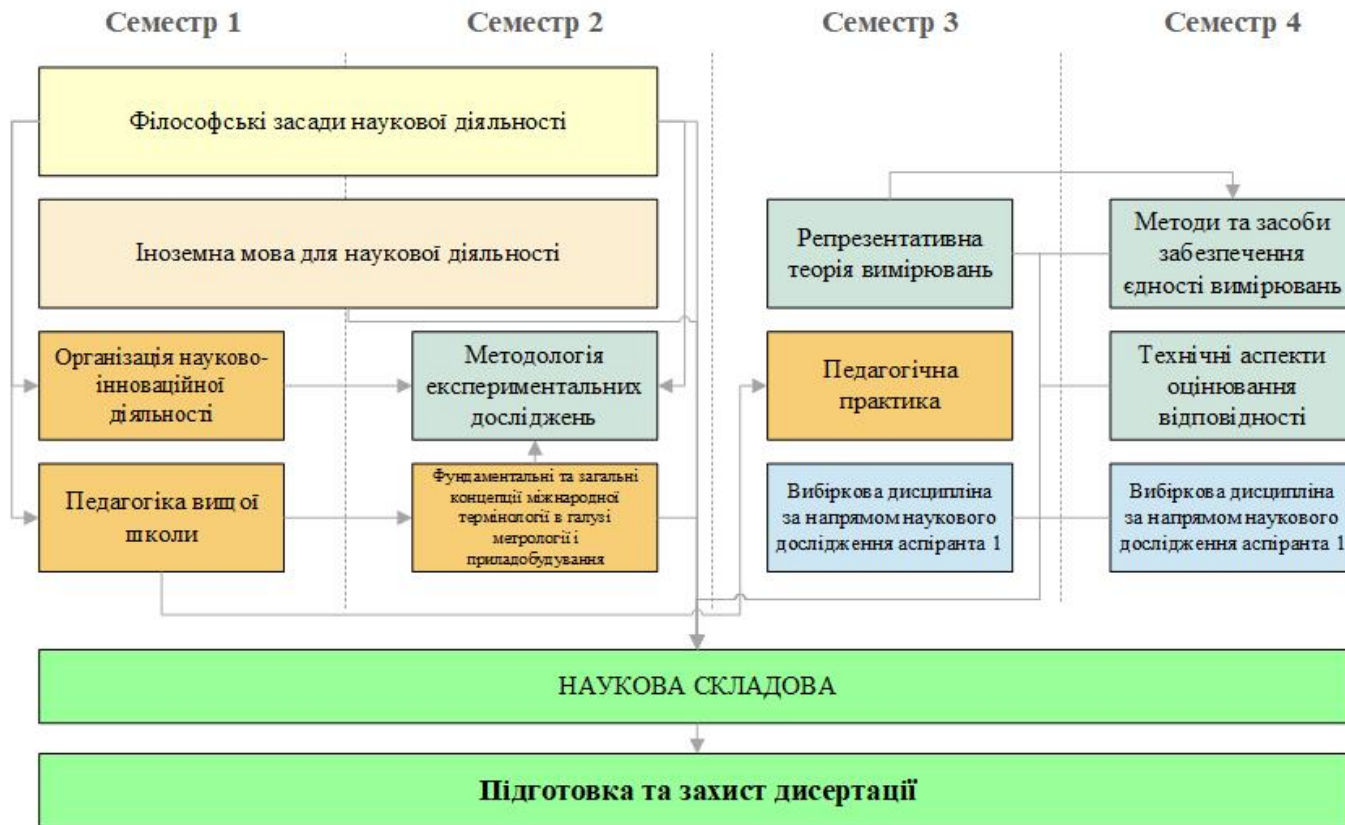 Семестр 1
Семестр 2
Семестр 3
Семестр 4
Філософські засади наукової діяльності
Іноземна мова для наукової діяльності
Репрезентативна
теорія вимірювань
Методи та засоби
забезпечення
єдності вимірювань
Організація науково-
інноваційної
діяльності
Методологія
експериментальних
досліджень
Педагогічна
практика
Технічні аспекти
оцінювання
відповідності
Педагогіка вищої
школи
Фундаментальні та загальні
концепції міжнародної
термінології в галузі
метрології і
приладобудування
Вибіркова дисципліна
за напрямом наукового
дослідження аспіранта 1
Вибіркова дисципліна
за напрямом наукового
дослідження аспіранта 1
НАУКОВА СКЛАДОВА
Підготовка та захист дисертації